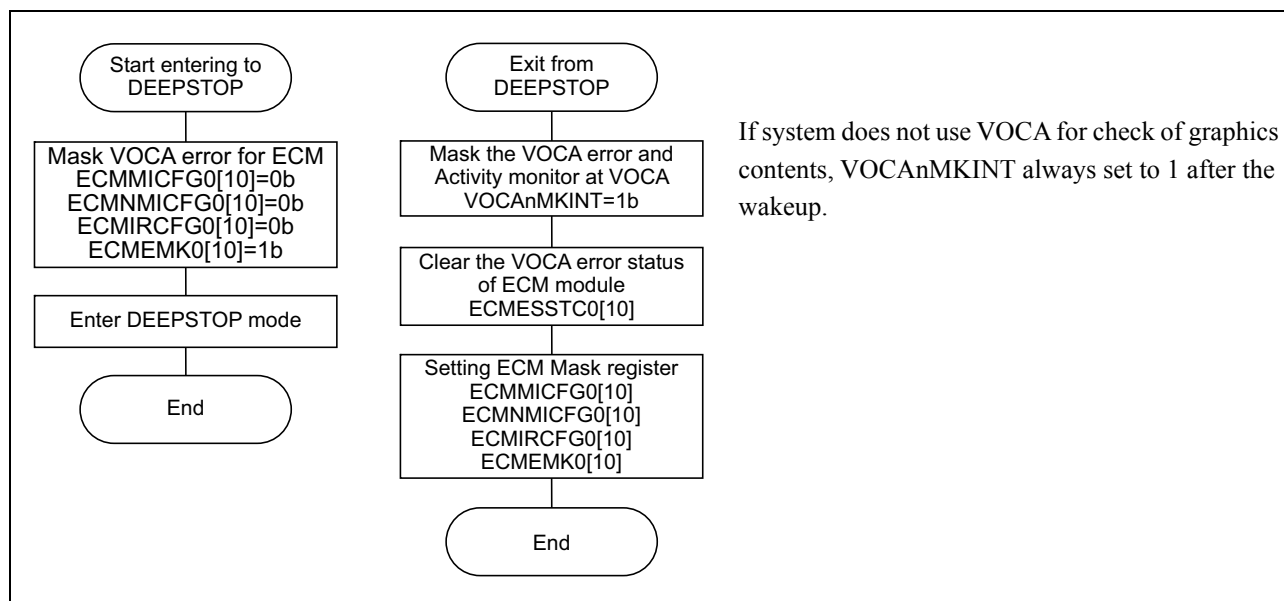 Start entering to
DEEPSTOP
Mask VOCA error for ECM
ECMMICFG0[10]=0b
ECMNMICFG0[10]=0b
ECMIRCFG0[10]=0b
ECMEMK0[10]=1b
Enter DEEPSTOP mode
End
Exit from
DEEPSTOP
Mask the VOCA error and
Activity monitor at VOCA
VOCAnMKINT=1b
Clear the VOCA error status
of ECM module
ECMESSTC0[10]
Setting ECM Mask register
ECMMICFG0[10]
ECMNMICFG0[10]
ECMIRCFG0[10]
ECMEMK0[10]
End
If system does not use VOCA for check of graphics
contents, VOCAnMKINT always set to 1 after the
wakeup.